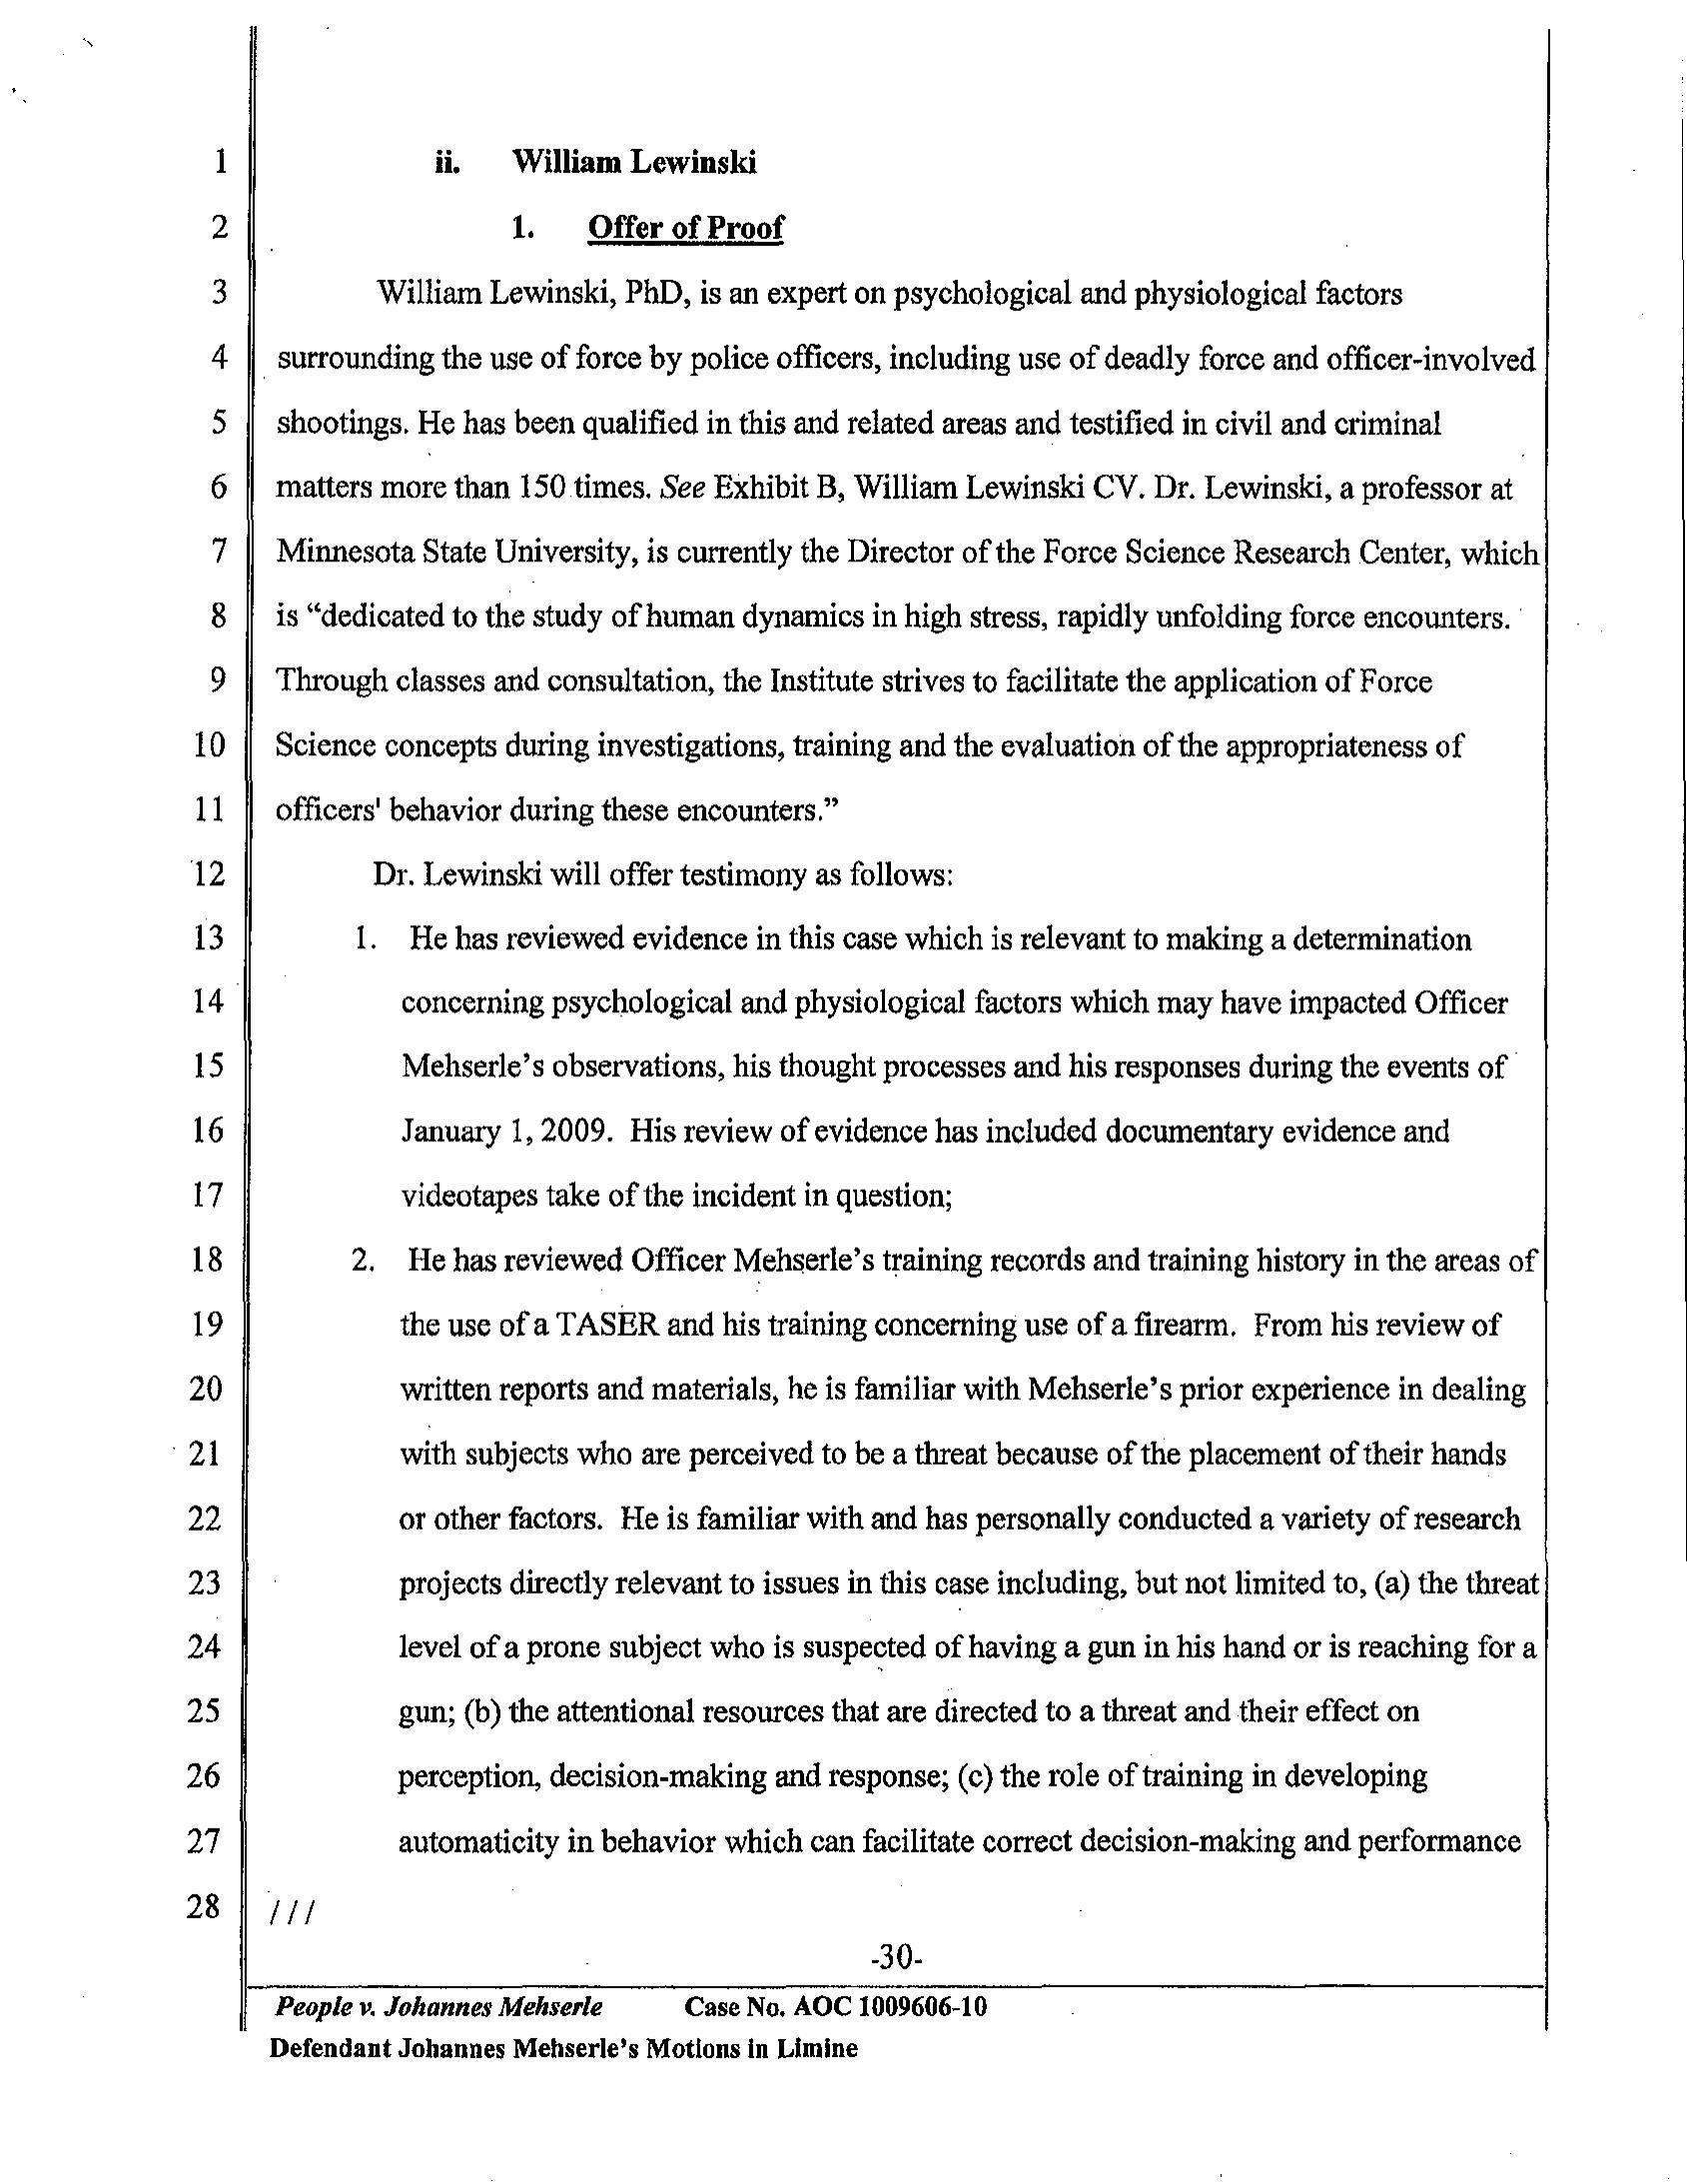 1 ii. William Lewinski
2 1. Offer of Proof
3 William Lewinski, PhD, is an expert on psychological and physiological factors
4 surrounding the use of force by police officers, including use of deadly force and officer-involved
5 shootings. He has been qualified in this and related areas and testified in civil and criminal
6 matters more than 150 times. See Exhibit B, William Lewinski CV. Dr. Lewinski, a professor at
7 Minnesota State University, is currently the Director of the Force Science Research Center, which
8 is “dedicated to the study of human dynamics in high stress, rapidly unfolding force encounters.
9 Through classes and consultation, the Institute strives to facilitate the application of Force
10 Science concepts during investigations, training and the evaluation of the appropriateness of
11 officers' behavior during these encounters.”
12 Dr. Lewinski will offer testimony as follows:
13 1. He has reviewed evidence in this case which is relevant to making a determination
14 concerning psychological and physiological factors which may have impacted Officer
15 Mehserle’s observations, his thought processes and his responses during the events of
16 January 1, 2009. His review of evidence has included documentary evidence and
17 videotapes take of the incident in question;
18 2. He has reviewed Officer Mehserle’s training records and training history in the areas of
19 the use of a TASER and his training concerning use of a firearm. From his review of
20 written reports and materials, he is familiar with Mehserle’s prior experience in dealing
21 with subjects who are perceived to be a threat because of the placement of their hands
22 or other factors. He is familiar with and has personally conducted a variety of research
23 projects directly relevant to issues in this case including, but not limited to, (a) the threat
24 level of a prone subject who is suspected of having a gun in his hand or is reaching for a
25 gun; (b) the attentional resources that are directed to a threat and their effect on
26 perception, decision-making and response; (c) the role of training in developing
27 automaticity in behavior which can facilitate correct decision-making and performance
28 / / /
-30-
People v. Johannes Mehserle Case No. AOC 1009606-10
Defendant Johannes Mehserle’s Motions in Limine